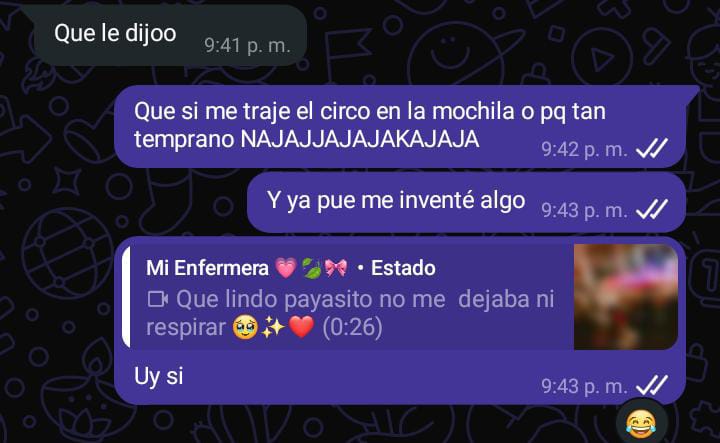 Que le dijoo
9:41 p. m.
Que si me traje el circo en la mochila o pq tan
temprano NAJAJJAJAJAKAJAJA
9:42 p. m.
Y ya pue me inventé algo
9:43 p. m.
Mi Enfermera 💗🍃🎀 • Estado
Que lindo payasito no me dejaba ni
respirar 🥹✨❤️ (0:26)
Uy si
9:43 p. m.